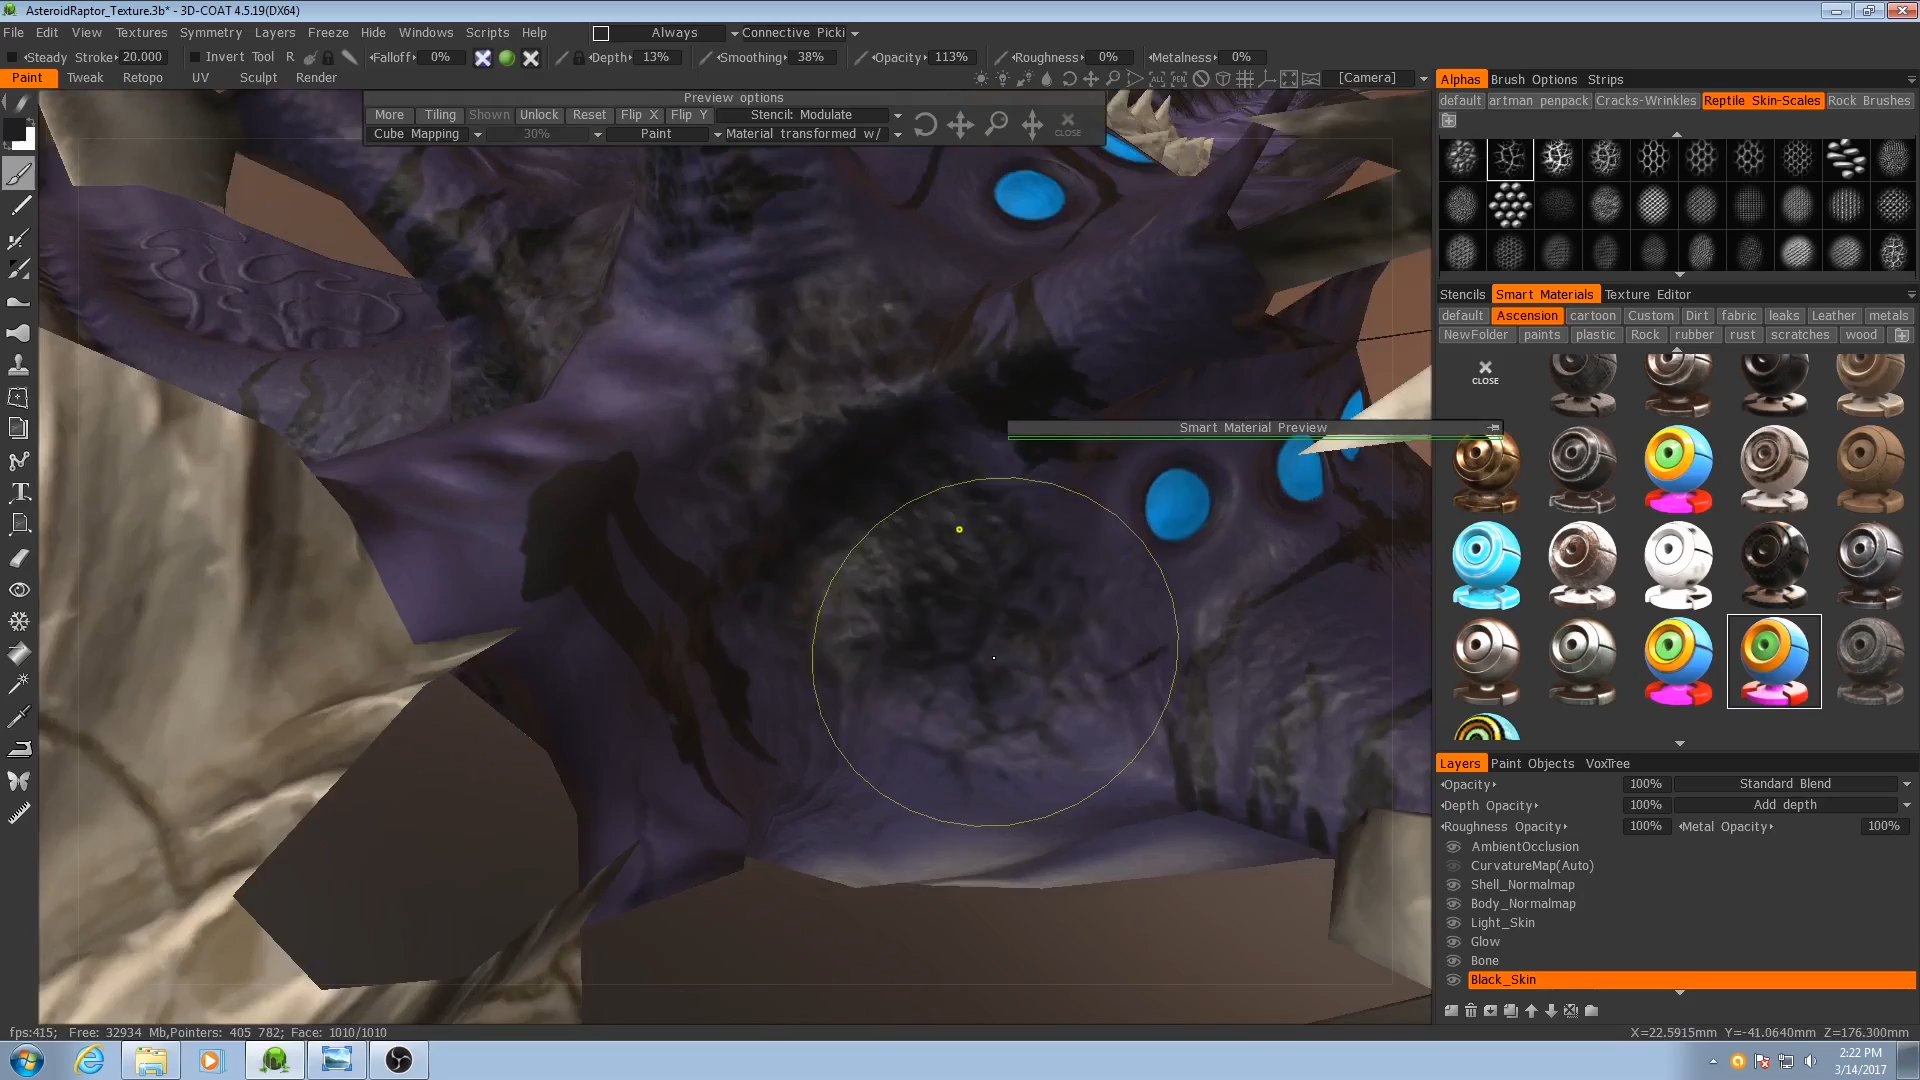 AsteroidRaptor_Texture.3b* - 3D-COAT 4.5.19(DX64)
File Edit View Textures Symmetry Layers Freeze Hide Windows Scripts Help Always Connective Picki
Steady Stroke 20.000 Invert Tool R Falloff 0% Depth 13% Smoothing 38% Opacity 113% Roughness 0% Metalness 0%
Paint Tweak Retopo UV Sculpt Render [Camera]
Preview options
More Tiling Shown Unlock Reset Flip X Flip Y Stencil: Modulate
Cube Mapping 30% Paint Material transformed w/ CLOSE
Alphas Brush Options Strips
default artman penpack Cracks-Wrinkles Reptile Skin-Scales Rock Brushes
Stencils Smart Materials Texture Editor
default Ascension cartoon Custom Dirt fabric leaks Leather metals
NewFolder paints plastic Rock rubber rust scratches wood
CLOSE
Smart Material Preview
Layers Paint Objects VoxTree
Opacity 100% Standard Blend
Depth Opacity 100% Add depth
Roughness Opacity 100% Metal Opacity 100%
AmbientOcclusion
CurvatureMap(Auto)
Shell_Normalmap
Body_Normalmap
Light_Skin
Glow
Bone
Black_Skin
fps:415; Free: 32934 Mb,Pointers: 405 782; Face: 1010/1010
X=22.5915mm Y=-41.0640mm Z=176.300mm
2:22 PM
3/14/2017